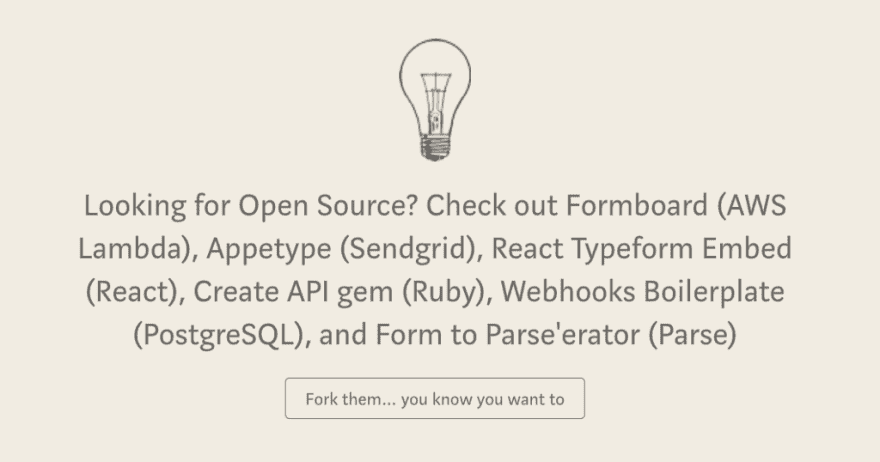 Looking for Open Source? Check out Formboard (AWS
Lambda), Appetype (Sendgrid), React Typeform Embed
(React), Create API gem (Ruby), Webhooks Boilerplate
(PostgreSQL), and Form to Parse'erator (Parse)
Fork them... you know you want to